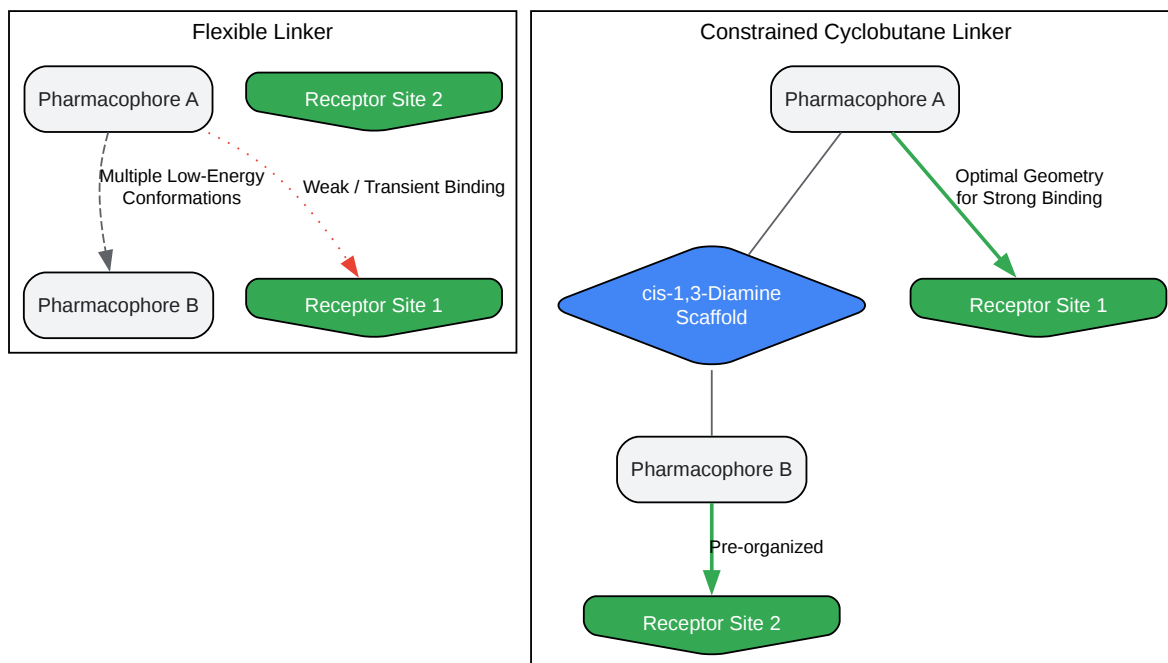 Flexible Linker
Pharmacophore A
Receptor Site 2
Multiple Low-Energy
Conformations
Weak / Transient Binding
Pharmacophore B
Receptor Site 1
Constrained Cyclobutane Linker
Pharmacophore A
Optimal Geometry
for Strong Binding
cis-1,3-Diamine
Scaffold
Receptor Site 1
Pharmacophore B
Pre-organized
Receptor Site 2